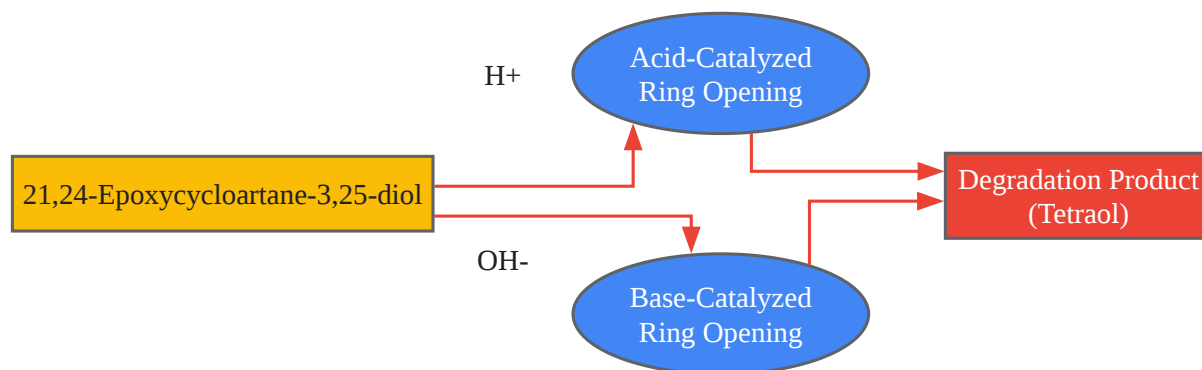 H+
Acid-Catalyzed
Ring Opening
21,24-Epoxycycloartane-3,25-diol
Degradation Product
(Tetraol)
OH-
Base-Catalyzed
Ring Opening